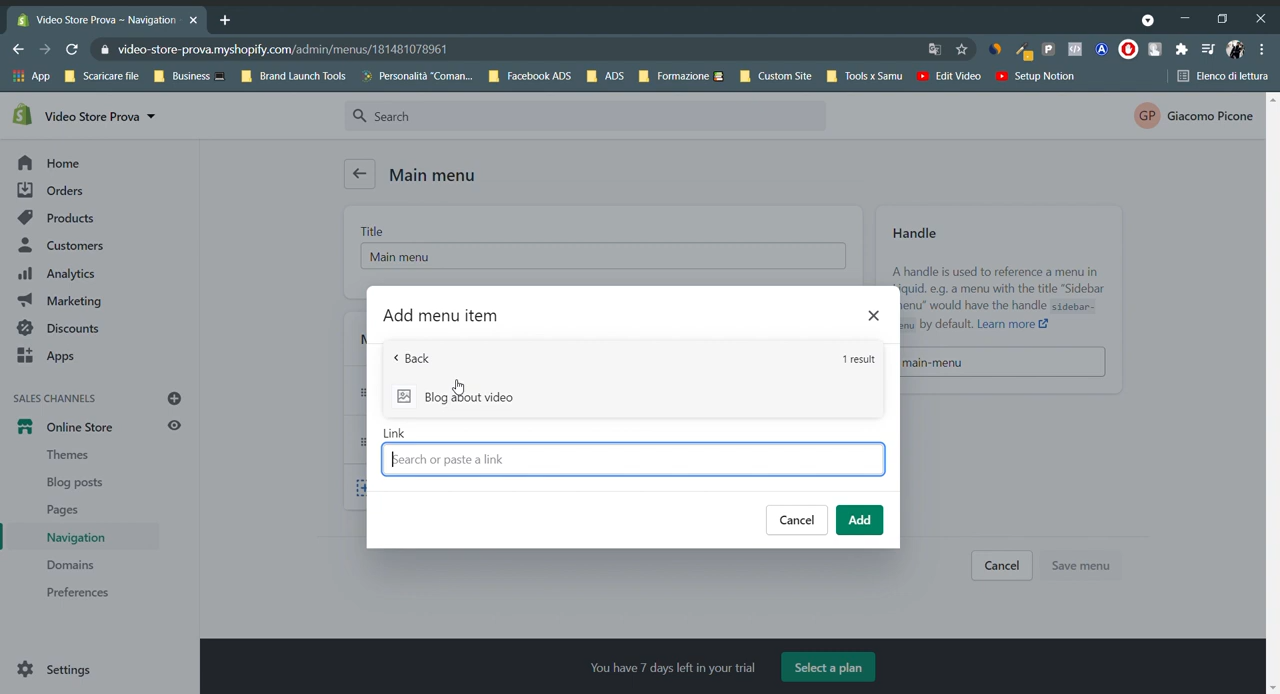 Video Store Prova ~ Navigation
video-store-prova.myshopify.com/admin/menus/181481078961
App
Scaricare file
Business
Brand Launch Tools
Personalità "Coman...
Facebook ADS
ADS
Formazione
Custom Site
Tools x Samu
Edit Video
Setup Notion
Elenco di lettura
Video Store Prova
Search
GP
Giacomo Picone
Home
Orders
Products
Customers
Analytics
Marketing
Discounts
Apps
SALES CHANNELS
Online Store
Themes
Blog posts
Pages
Navigation
Domains
Preferences
Settings
Main menu
Title
Main menu
Handle
A handle is used to reference a menu in
iquid. e.g. a menu with the title "Sidebar
enu" would have the handle sidebar-
enu by default. Learn more
main-menu
Add menu item
Back
1 result
Blog about video
Link
Search or paste a link
Cancel
Add
Cancel
Save menu
You have 7 days left in your trial
Select a plan